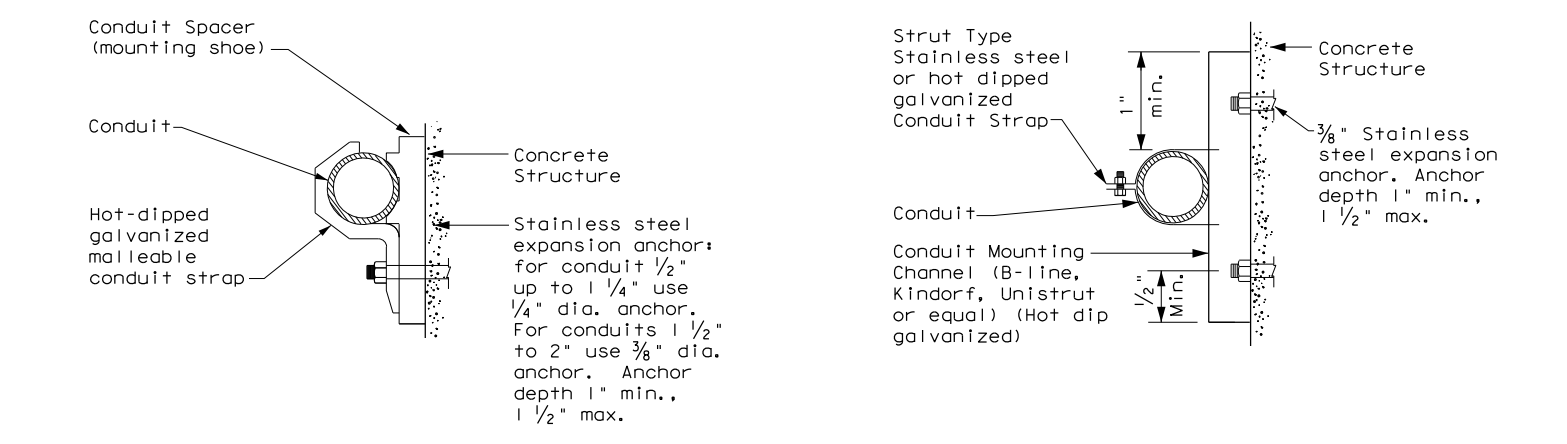 Conduit Spacer
(mounting shoe)
Conduit
Hot-dipped
galvanized
malleable
conduit strap
Concrete
Structure
Stainless steel
expansion anchor:
for conduit 1/2"
up to 1 1/4" use
1/4" dia. anchor.
For conduits 1 1/2"
to 2" use 3/8" dia.
anchor. Anchor
depth 1" min.,
1 1/2" max.
Strut Type
Stainless steel
or hot dipped
galvanized
Conduit Strap
Conduit
Conduit Mounting
Channel (B-line,
Kindorf, Unistrut
or equal) (Hot dip
galvanized)
1"
min.
1/2"
Min.
Concrete
Structure
3/8" Stainless
steel expansion
anchor. Anchor
depth 1" min.,
1 1/2" max.